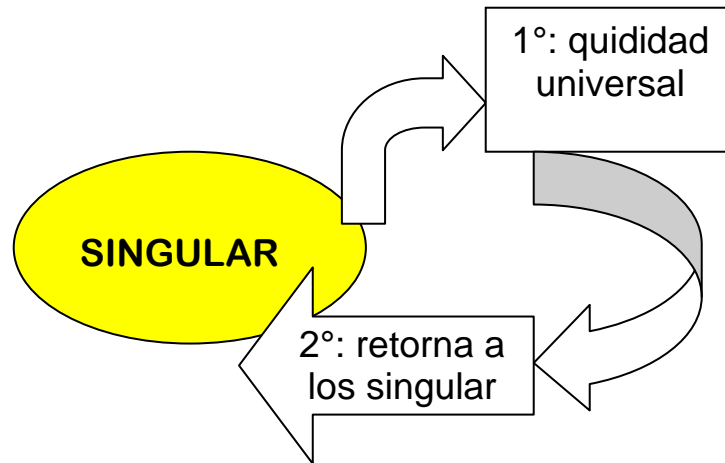 1°: quididad
universal
SINGULAR
2°: retorna a
los singular